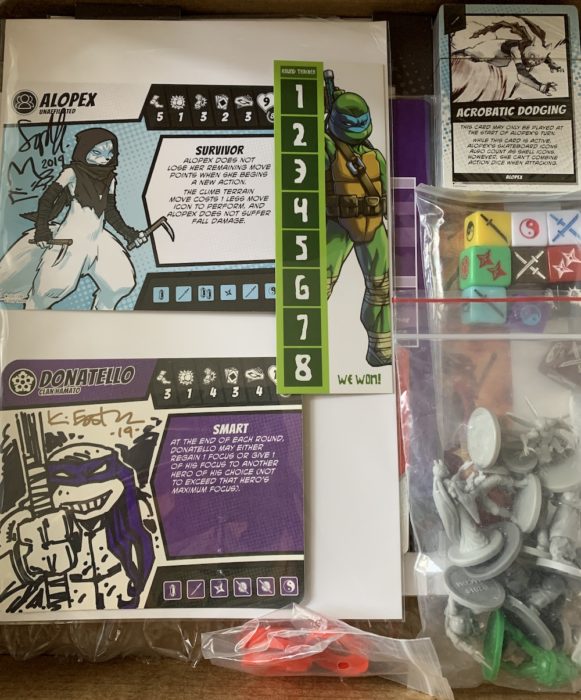 ALOPEX
UNAFFILIATED
5 1 3 2 3 9
SURVIVOR
ALOPEX DOES NOT
LOSE HER REMAINING MOVE
POINTS WHEN SHE BEGINS
A NEW ACTION.
THE CLIMB TERRAIN
MOVE COSTS 1 LESS MOVE
ICON TO PERFORM, AND
ALOPEX DOES NOT SUFFER
FALL DAMAGE.
2019
ROUND TRACKER
1
2
3
4
5
6
7
8
WE WON!
ACROBATIC DODGING
THIS CARD MAY ONLY BE PLAYED
AT THE START OF ALOPEX'S TURN.
WHILE THIS CARD IS ACTIVE,
ALOPEX'S SKATEBOARD ICONS
ALSO COUNT AS SHELL ICONS.
HOWEVER, SHE CAN'T COMBINE
ACTION DICE WHEN ATTACKING.
ALOPEX
DONATELLO
CLAN HAMATO
3 1 4 3 4
-19-
SMART
AT THE END OF EACH ROUND,
DONATELLO MAY EITHER
REGAIN 1 FOCUS OR GIVE 1
OF HIS FOCUS TO ANOTHER
HERO OF HIS CHOICE (NOT
TO EXCEED THAT HERO'S
MAXIMUM FOCUS).